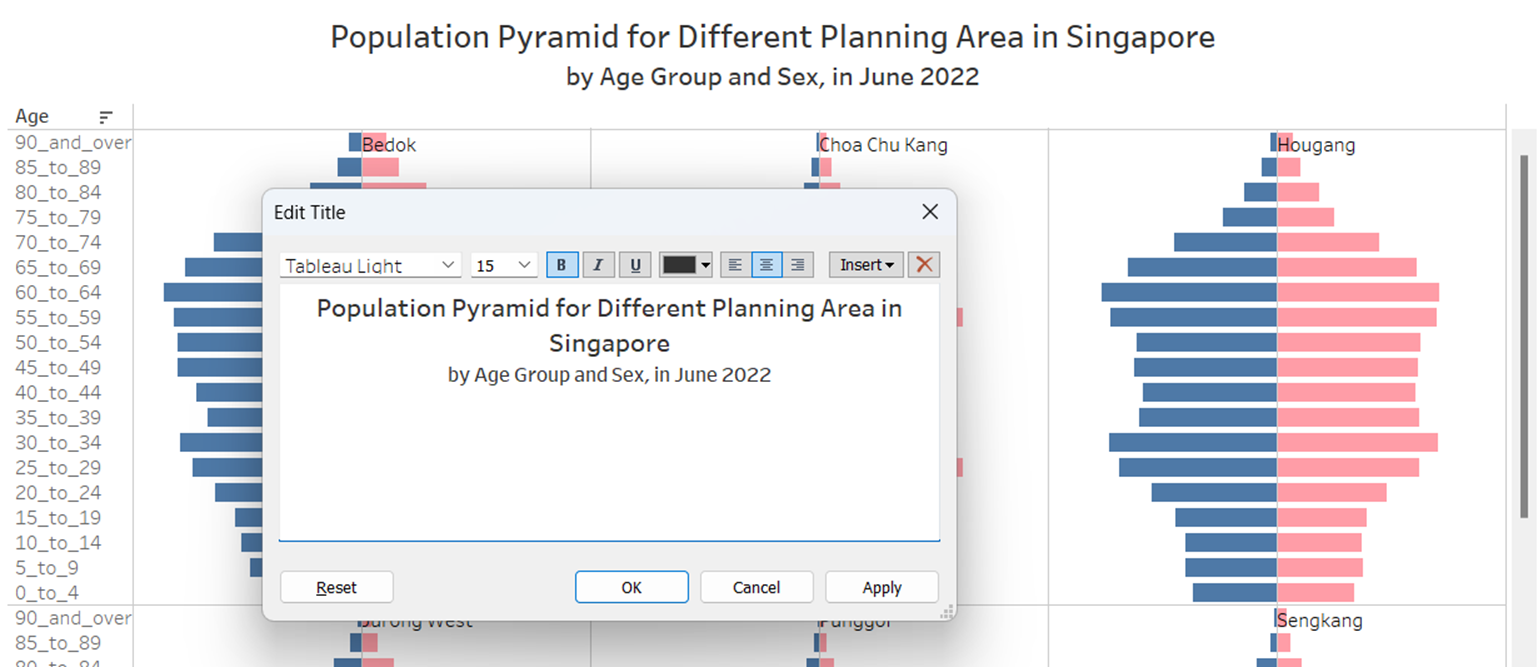 Population Pyramid for Different Planning Area in Singapore
by Age Group and Sex, in June 2022
Age
90_and_over
Bedok
Choa Chu Kang
Hougang
85_to_89
80_to_84
75_to_79
70_to_74
65_to_69
60_to_64
55_to_59
50_to_54
45_to_49
40_to_44
35_to_39
30_to_34
25_to_29
20_to_24
15_to_19
10_to_14
5_to_9
0_to_4
Edit Title
Tableau Light
15
B
I
U
Insert
Population Pyramid for Different Planning Area in
Singapore
by Age Group and Sex, in June 2022
Reset
OK
Cancel
Apply
90_and_over
Jurong West
Punggol
Sengkang
85_to_89
80_to_84